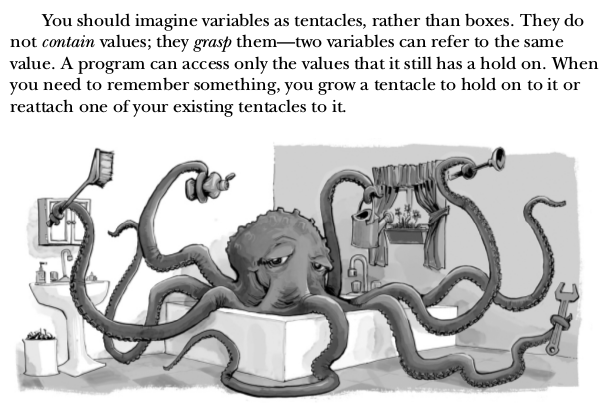 You should imagine variables as tentacles, rather than boxes. They do
not contain values; they grasp them—two variables can refer to the same
value. A program can access only the values that it still has a hold on. When
you need to remember something, you grow a tentacle to hold on to it or
reattach one of your existing tentacles to it.